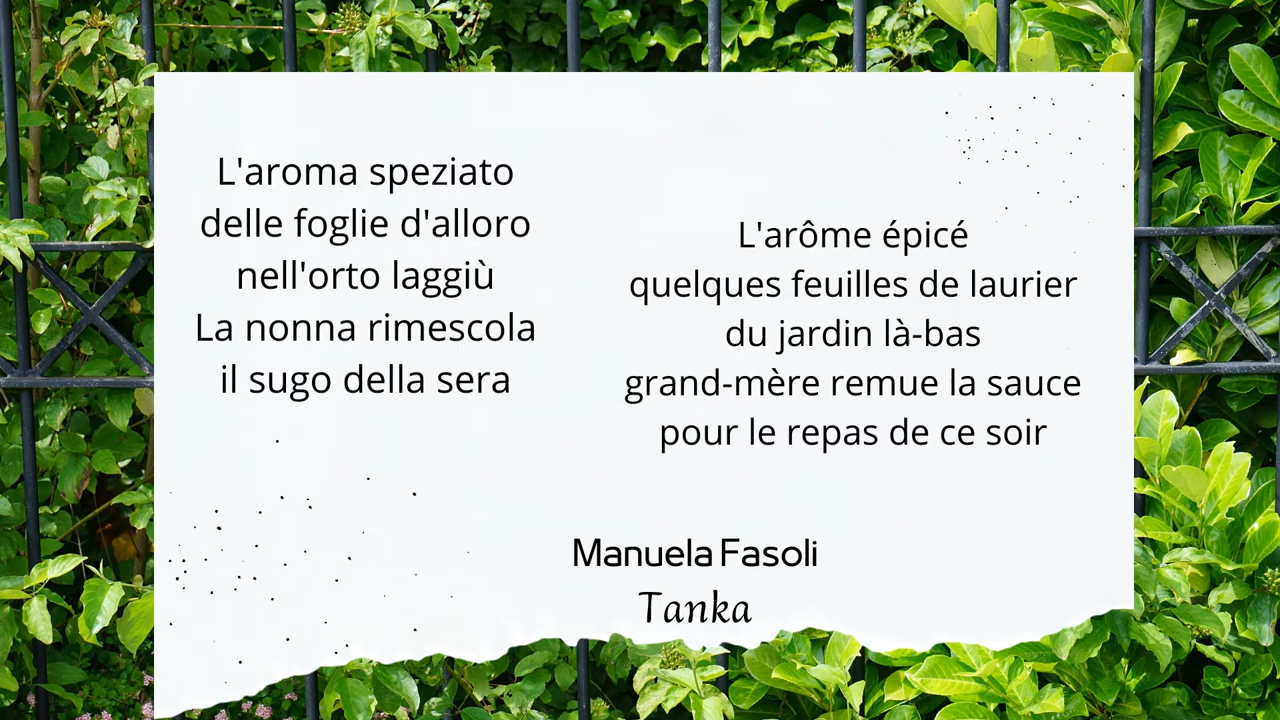 L'aroma speziato
delle foglie d'alloro
nell'orto laggiù
La nonna rimescola
il sugo della sera
L'arôme épicé
quelques feuilles de laurier
du jardin là-bas
grand-mère remue la sauce
pour le repas de ce soir
Manuela Fasoli
Tanka